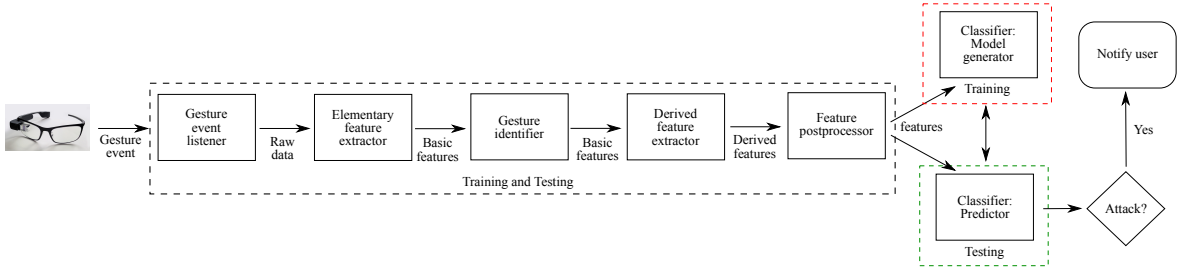 Gesture
event
Gesture
event
listener
Raw
data
Elementary
feature
extractor
Basic
features
Gesture
identifier
Basic
features
Derived
feature
extractor
Derived
features
Feature
postprocessor
Training and Testing
features
Classifier:
Model
generator
Training
Classifier:
Predictor
Testing
Attack?
Yes
Notify user